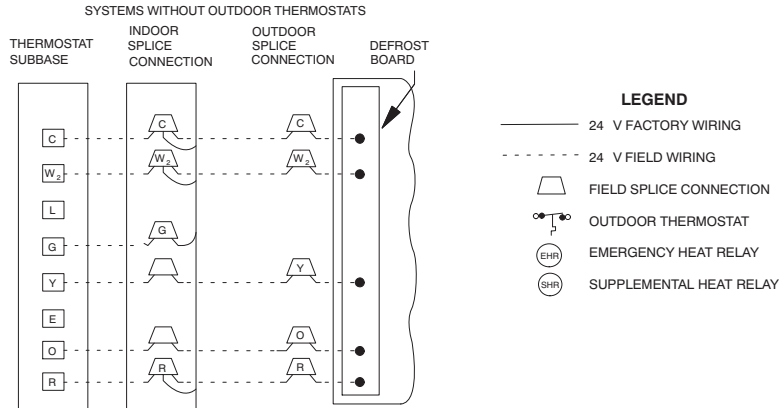 SYSTEMS WITHOUT OUTDOOR THERMOSTATS
THERMOSTAT
SUBBASE
INDOOR
SPLICE
CONNECTION
OUTDOOR
SPLICE
CONNECTION
DEFROST
BOARD
C C C
W2 W2 W2
L
G G
Y Y
E
O O
R R R
LEGEND
24 V FACTORY WIRING
24 V FIELD WIRING
FIELD SPLICE CONNECTION
OUTDOOR THERMOSTAT
EHR EMERGENCY HEAT RELAY
SHR SUPPLEMENTAL HEAT RELAY